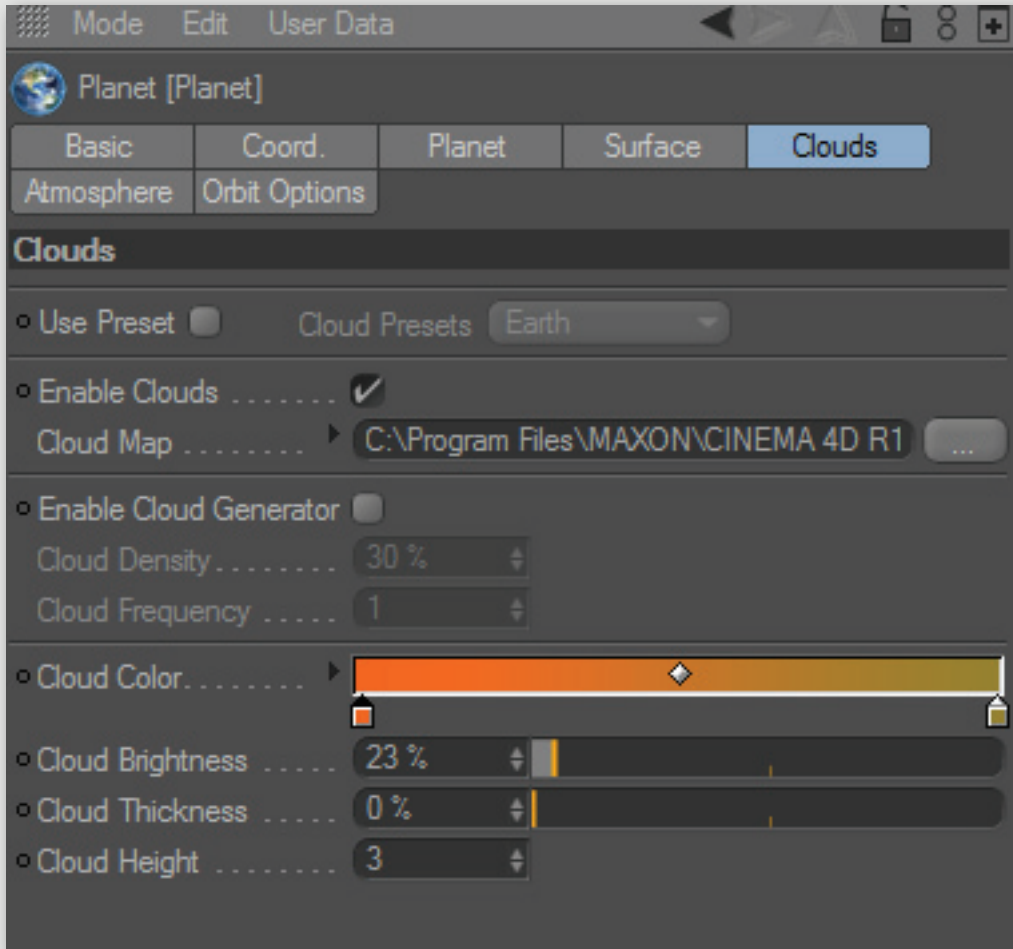 Mode Edit User Data
Planet [Planet]
Basic Coord. Planet Surface Clouds
Atmosphere Orbit Options
Clouds
Use Preset Cloud Presets Earth
Enable Clouds . . . . . . .
Cloud Map . . . . . . . . C:\Program Files\MAXON\CINEMA 4D R1 ...
Enable Cloud Generator
Cloud Density . . . . . . . . 30 %
Cloud Frequency . . . . . 1
Cloud Color. . . . . . . .
Cloud Brightness . . . . . 23 %
Cloud Thickness . . . . . 0 %
Cloud Height . . . . . . . . 3